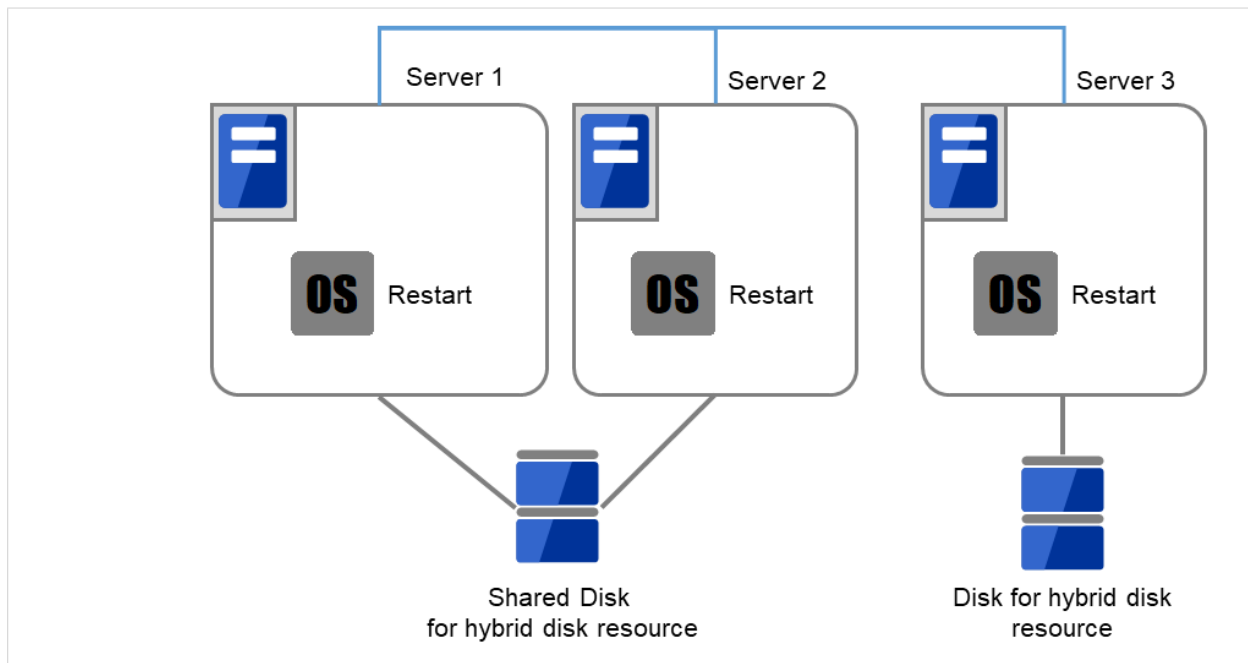 Server 1
Server 2
Server 3
OS Restart
OS Restart
OS Restart
Shared Disk
for hybrid disk resource
Disk for hybrid disk
resource